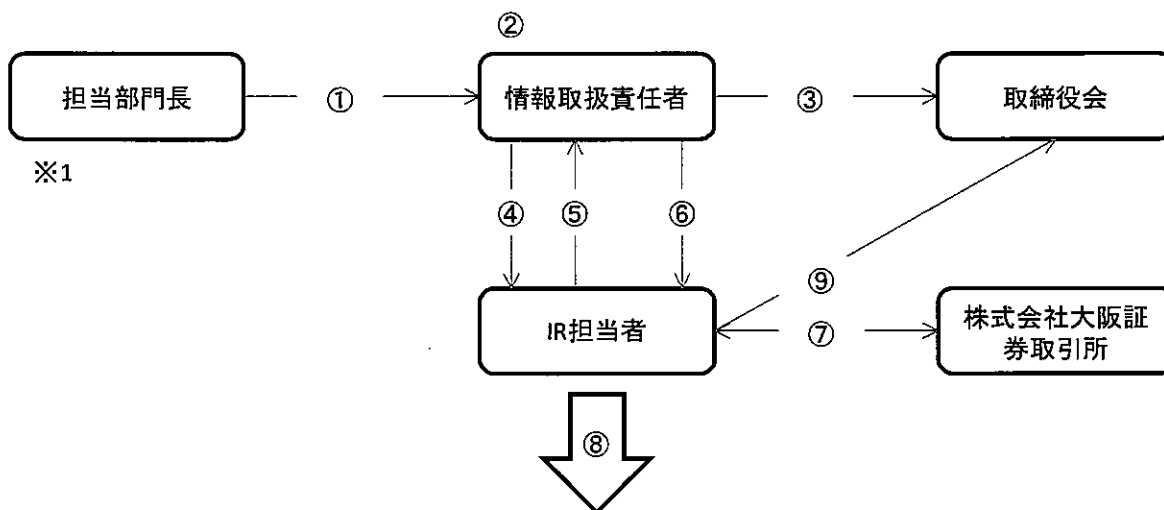 ②
担当部門長
①
情報取扱責任者
③
取締役会
※1
④
⑤
⑥
⑨
IR担当者
⑦
株式会社大阪証
券取引所
⑧